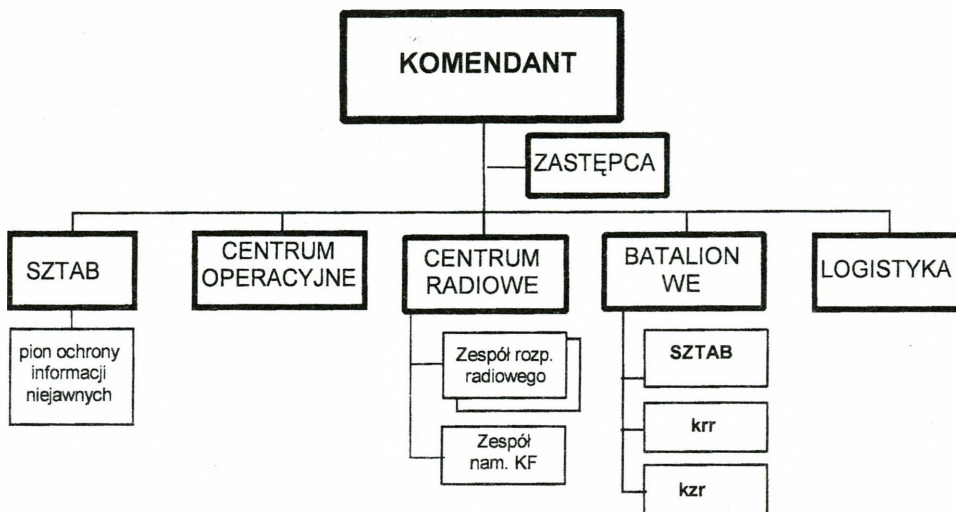 KOMENDANT
ZASTĘPCA
SZTAB
CENTRUM
OPERACYJNE
CENTRUM
RADIOWE
BATALION
WE
LOGISTYKA
pion ochrony
informacji
niejawnych
Zespół rozp.
radiowego
Zespół
nam. KF
SZTAB
krr
kzr